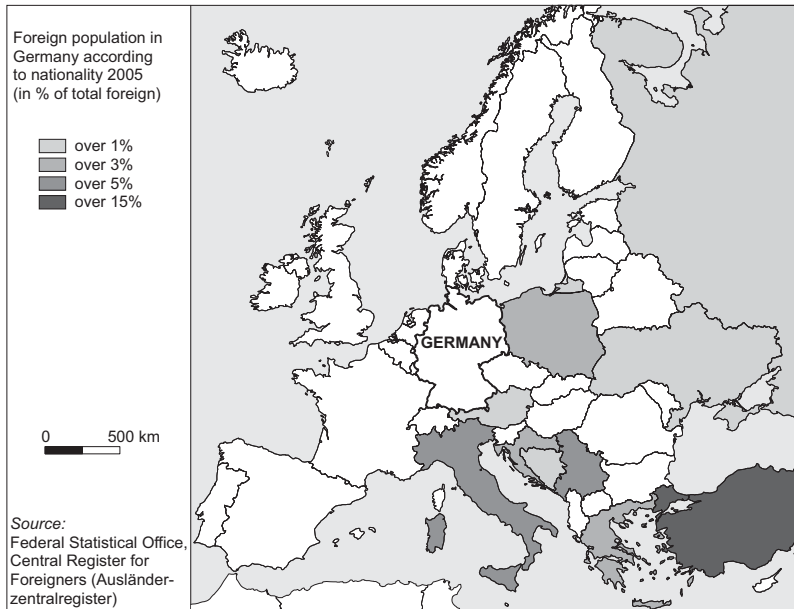 Foreign population in
Germany according
to nationality 2005
(in % of total foreign)
over 1%
over 3%
over 5%
over 15%
GERMANY
0 500 km
Source:
Federal Statistical Office,
Central Register for
Foreigners (Ausländer-
zentralregister)